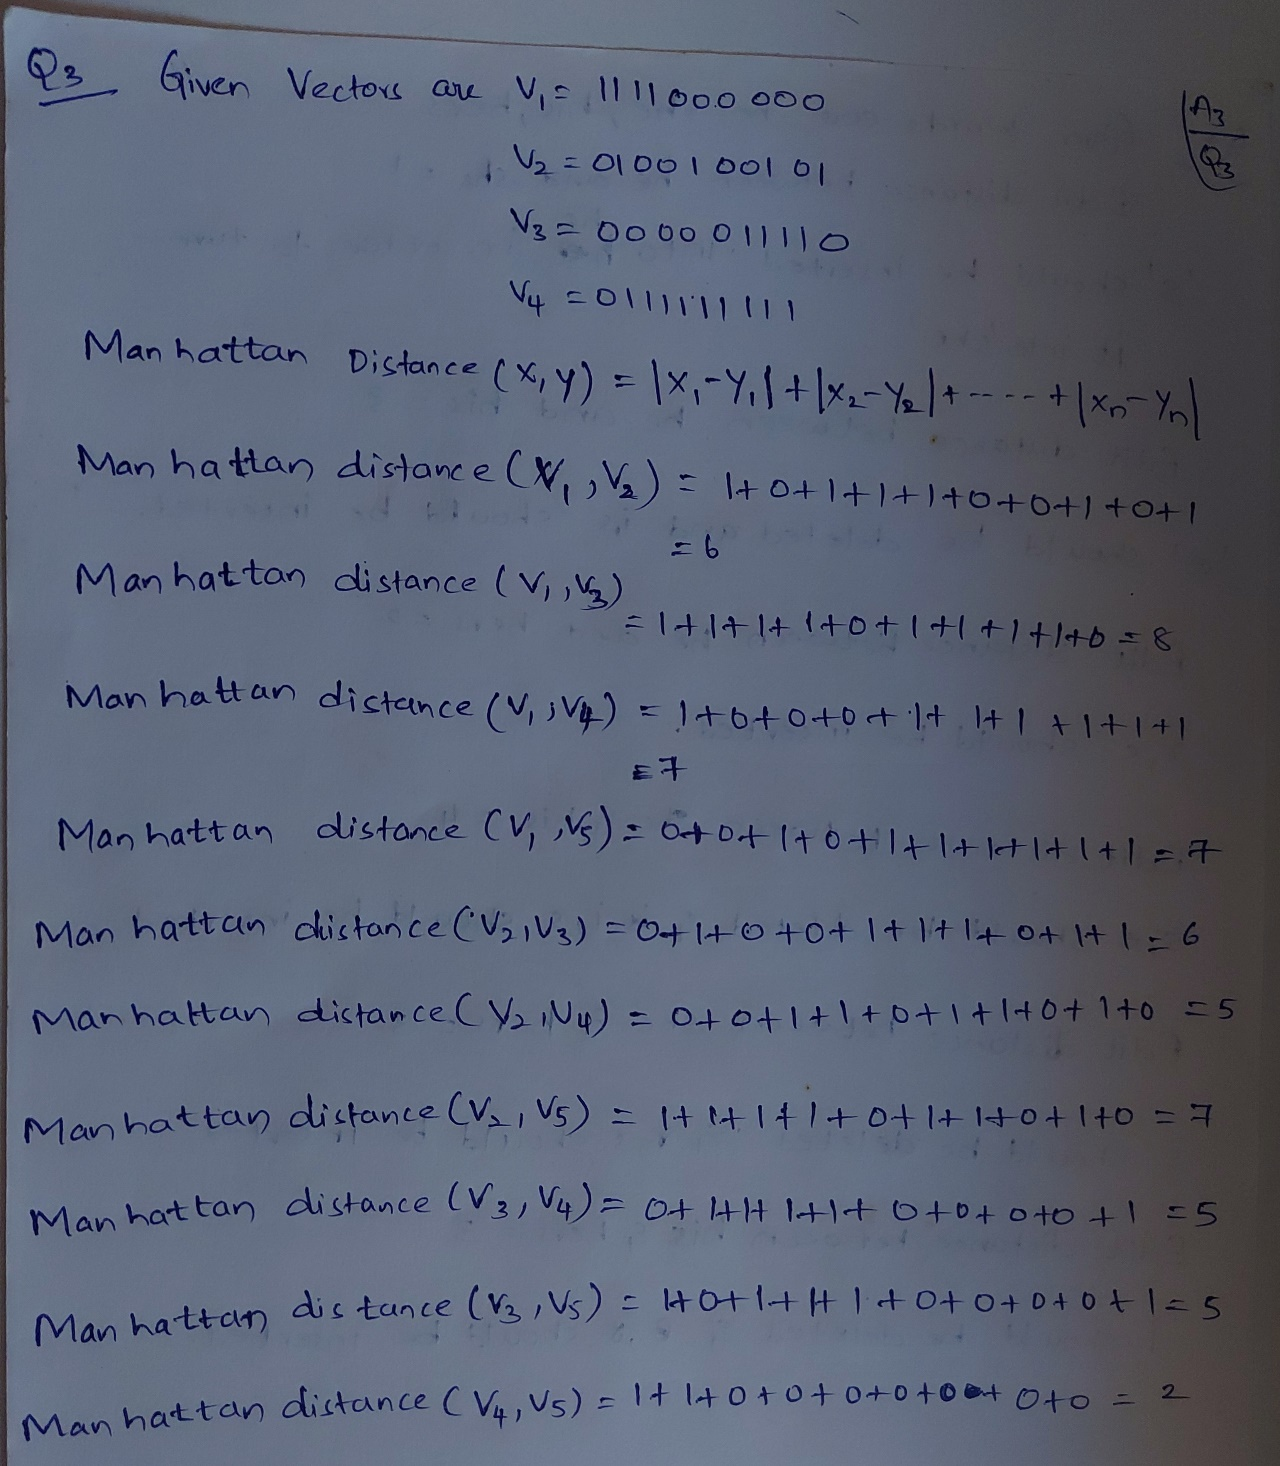 Q3 Given Vectors are V1 = 1111000000
A3
Q3
V2 = 0100100101
V3 = 0000011110
V4 = 0111111111
Manhattan Distance (X,Y) = |X1-Y1| + |X2-Y2| + ----- + |Xn-Yn|
Manhattan distance (V1, V2) = 1+0+1+1+1+0+0+1+0+1
= 6
Manhattan distance (V1, V3)
= 1+1+1+1+0+1+1+1+1+0 = 8
Manhattan distance (V1, V4) = 1+0+0+0+1+1+1+1+1+1
= 7
Manhattan distance (V1, V5) = 0+0+1+0+1+1+1+1+1+1 = 7
Manhattan distance (V2, V3) = 0+1+0+0+1+1+1+0+1+1 = 6
Manhattan distance (V2, V4) = 0+0+1+1+0+1+1+0+1+0 = 5
Manhattan distance (V2, V5) = 1+1+1+1+0+1+1+0+1+0 = 7
Manhattan distance (V3, V4) = 0+1+1+1+1+0+0+0+0+1 = 5
Manhattan distance (V3, V5) = 1+0+1+1+1+0+0+0+0+1 = 5
Manhattan distance (V4, V5) = 1+1+0+0+0+0+0+0+0+0 = 2